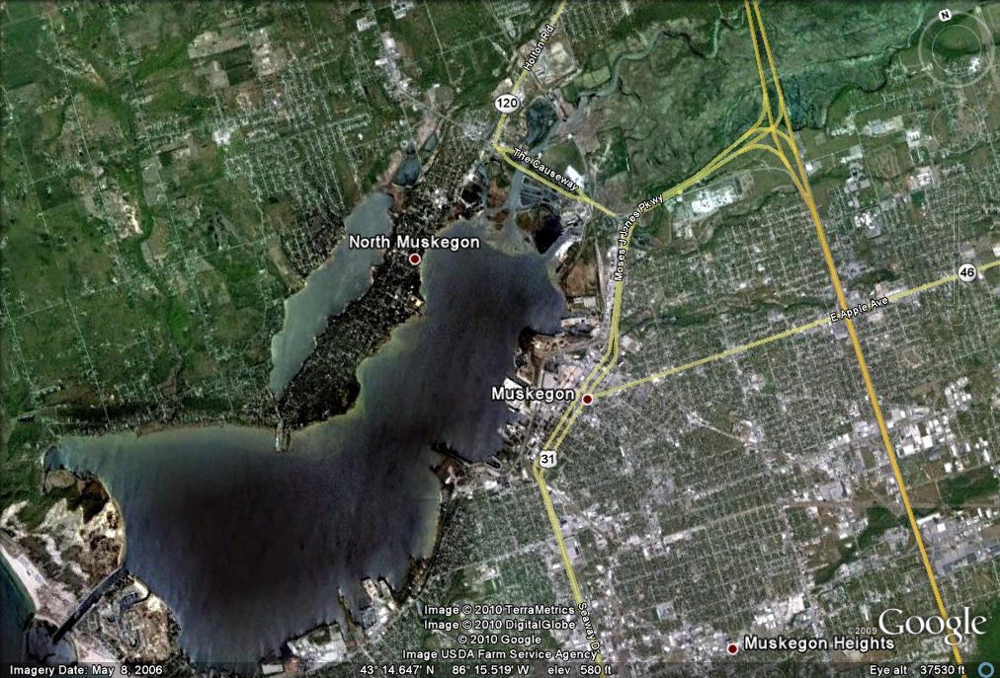 N
Holton Rd
120
The Causeway
Moses J Jones Pkwy
North Muskegon
46
E Apple Ave
Muskegon
31
Seaway D
Image © 2010 TerraMetrics
Image © 2010 DigitalGlobe
© 2010 Google
Image USDA Farm Service Agency
©2009 Google
Muskegon Heights
Imagery Date: May 8, 2006
43° 14.647' N 86° 15.519' W elev 580 ft
Eye alt 37530 ft